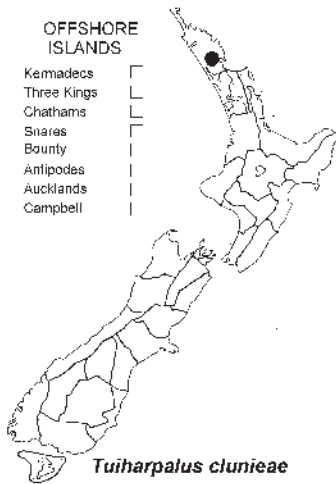 OFFSHORE
ISLANDS
Kermadecs
Three Kings
Chathams
Snares
Bounty
Antipodes
Aucklands
Campbell
Tuiharpalus clunieae